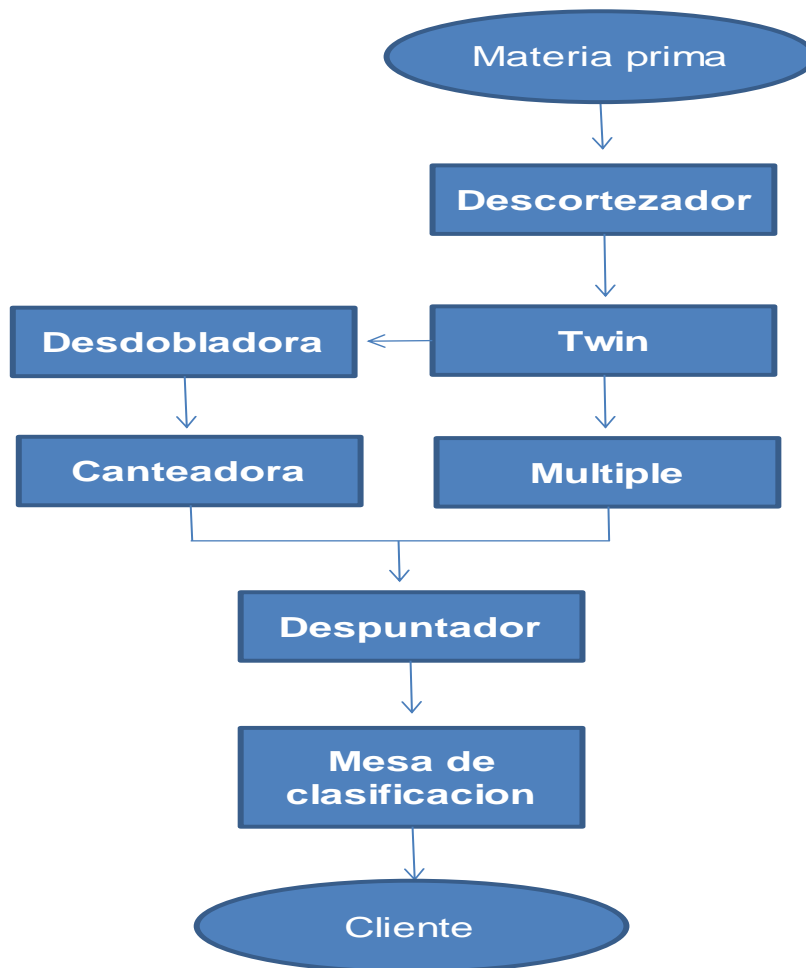 Materia prima
Descortezador
Desdobladora
Twin
Canteadora
Multiple
Despuntador
Mesa de
clasificacion
Cliente